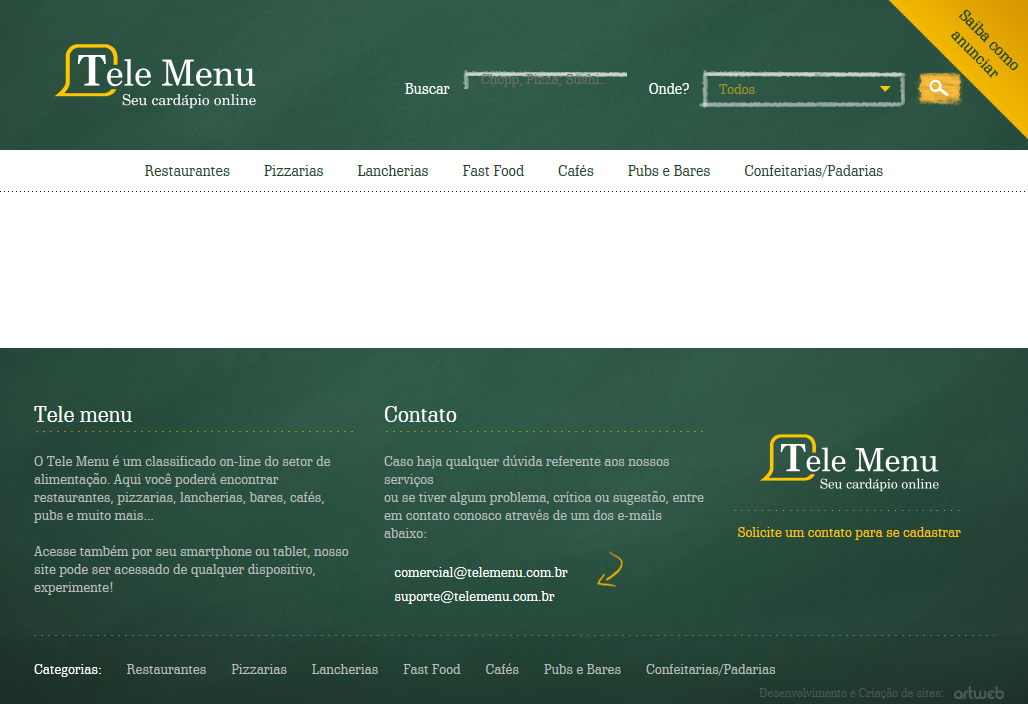 Saiba como
anunciar
Tele Menu
Seu cardápio online
Buscar
Chopp, Pizza, Sushi...
Onde?
Todos
Restaurantes Pizzarias Lancherias Fast Food Cafés Pubs e Bares Confeitarias/Padarias
Tele menu
O Tele Menu é um classificado on-line do setor de
alimentação. Aqui você poderá encontrar
restaurantes, pizzarias, lancherias, bares, cafés,
pubs e muito mais...
Acesse também por seu smartphone ou tablet, nosso
site pode ser acessado de qualquer dispositivo,
experimente!
Contato
Caso haja qualquer dúvida referente aos nossos
serviços
ou se tiver algum problema, crítica ou sugestão, entre
em contato conosco através de um dos e-mails
abaixo:
comercial@telemenu.com.br
suporte@telemenu.com.br
Tele Menu
Seu cardápio online
Solicite um contato para se cadastrar
Categorias: Restaurantes Pizzarias Lancherias Fast Food Cafés Pubs e Bares Confeitarias/Padarias
Desenvolvimento e Criação de sites: artweb